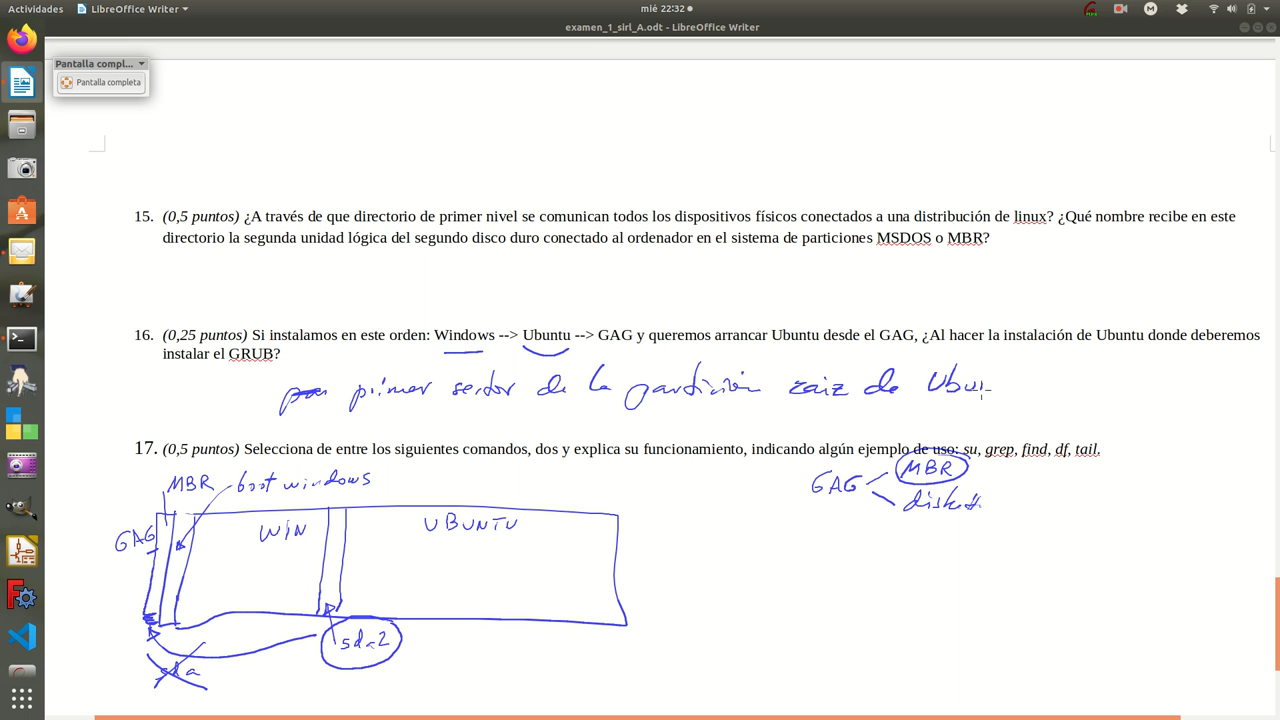 Actividades LibreOffice Writer mié 22:32
examen_1_sirl_A.odt - LibreOffice Writer
Pantalla compl...
Pantalla completa
15. (0,5 puntos) ¿A través de que directorio de primer nivel se comunican todos los dispositivos físicos conectados a una distribución de linux? ¿Qué nombre recibe en este
directorio la segunda unidad lógica del segundo disco duro conectado al ordenador en el sistema de particiones MSDOS o MBR?
16. (0,25 puntos) Si instalamos en este orden: Windows --> Ubuntu --> GAG y queremos arrancar Ubuntu desde el GAG, ¿Al hacer la instalación de Ubuntu donde deberemos
instalar el GRUB?
primer sector de la partición raiz de Ubun
17. (0,5 puntos) Selecciona de entre los siguientes comandos, dos y explica su funcionamiento, indicando algún ejemplo de uso: su, grep, find, df, tail.
MBR boot windows
GAG MBR
diskett
GAG WIN UBUNTU
sda2
sda